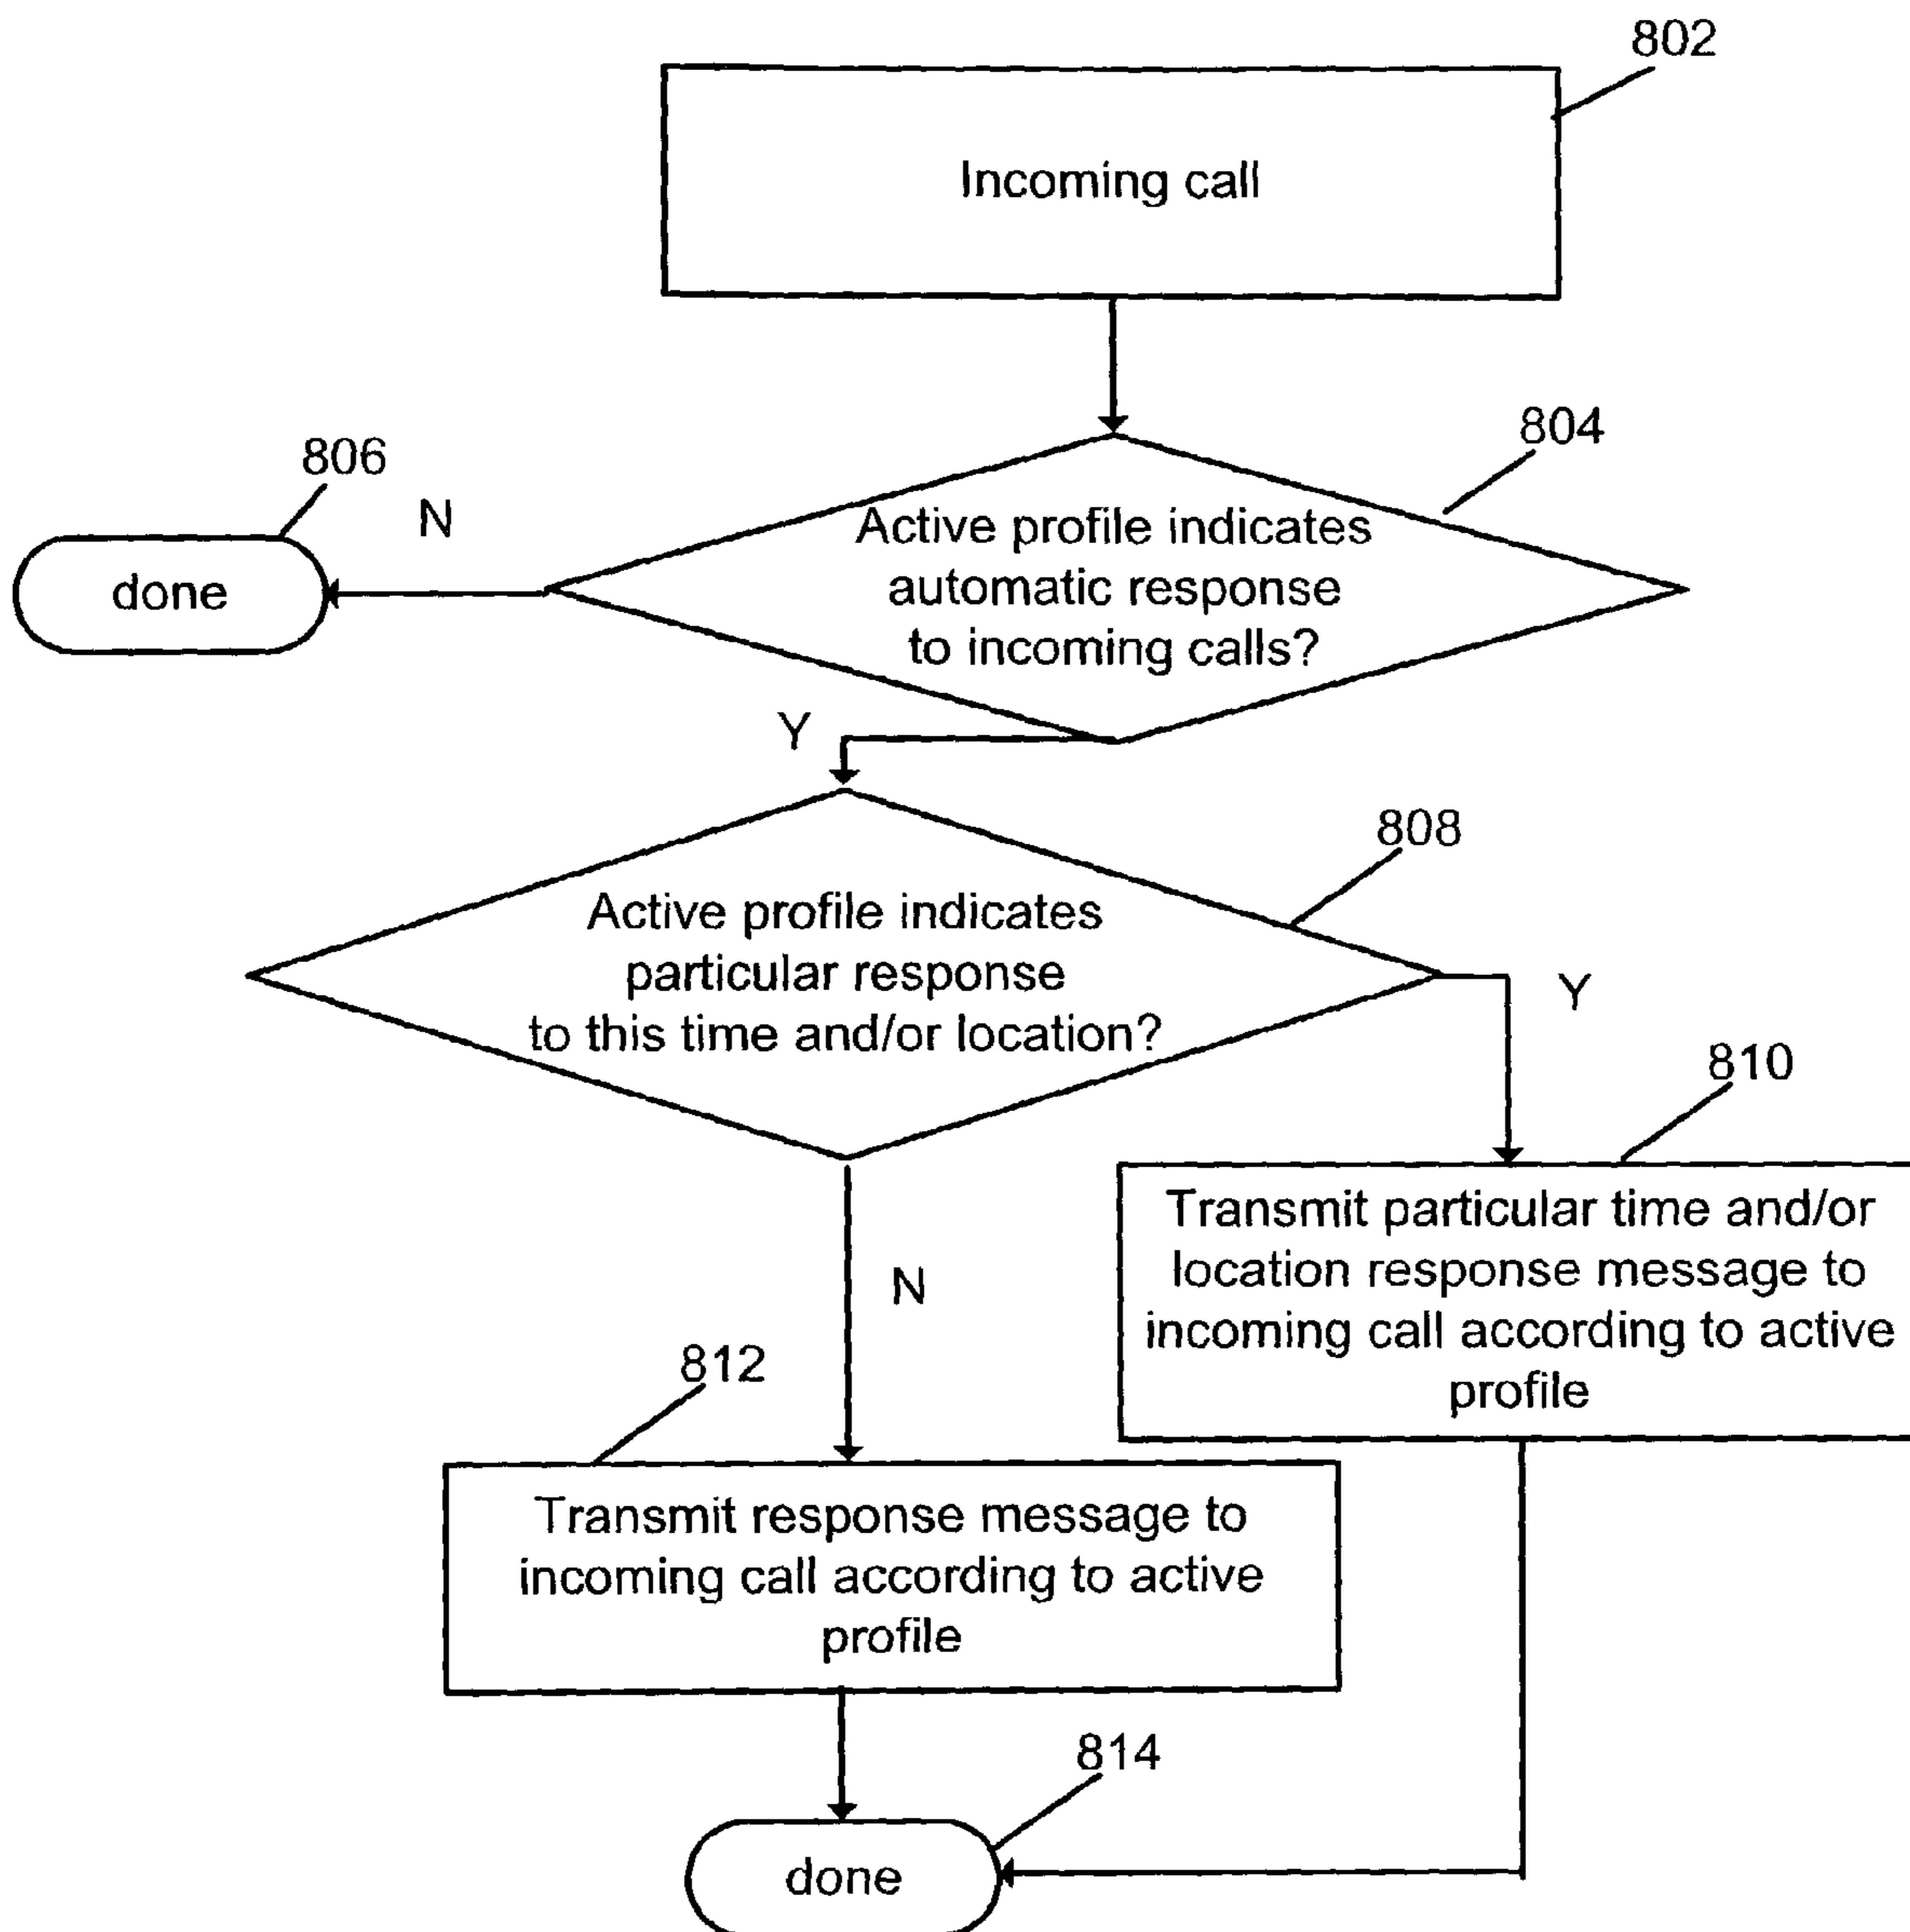 802
Incoming call
804
806
N
Active profile indicates
automatic response
to incoming calls?
done
Y
808
Active profile indicates
particular response
to this time and/or location?
Y
810
Transmit particular time and/or
location response message to
incoming call according to active
profile
N
812
Transmit response message to
incoming call according to active
profile
814
done